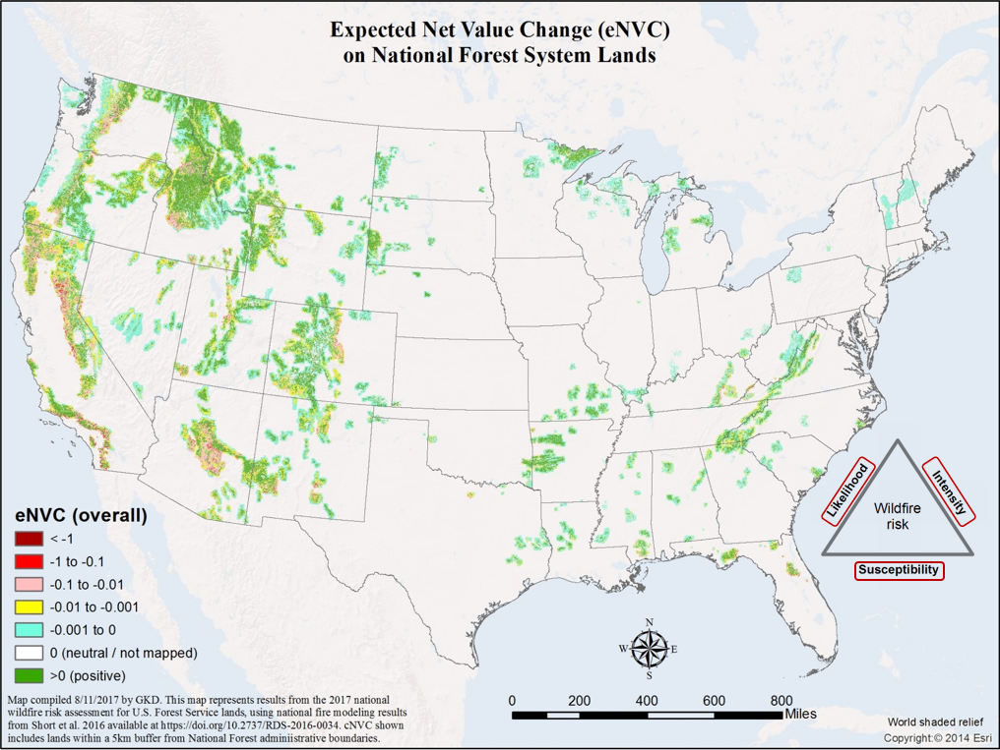 Expected Net Value Change (eNVC)
on National Forest System Lands
Likelihood
Intensity
Wildfire
risk
Susceptibility
eNVC (overall)
< -1
-1 to -0.1
-0.1 to -0.01
-0.01 to -0.001
-0.001 to 0
0 (neutral / not mapped)
>0 (positive)
N
W
E
S
0 200 400 600 800
Miles
Map compiled 8/11/2017 by GKD. This map represents results from the 2017 national
wildfire risk assessment for U.S. Forest Service lands, using national fire modeling results
from Short et al. 2016 available at https://doi.org/10.2737/RDS-2016-0034. cNVC shown
includes lands within a 5km buffer from National Forest adminiistrative boundaries.
World shaded relief
Copyright:© 2014 Esri